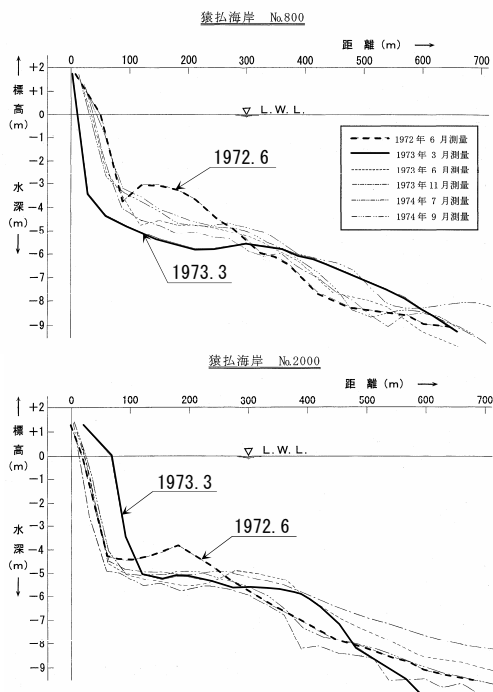 猿払海岸 No.800
距 離(m) →
0 100 200 300 400 500 600 700
↑
標
高
(m)
水
深
(m)
↓
+2
+1
0
-1
-2
-3
-4
-5
-6
-7
-8
-9
L.W.L.
1972.6
1973.3
1972年 6月測量
1973年 3月測量
1973年 6月測量
1973年11月測量
1974年 7月測量
1974年 9月測量
猿払海岸 No.2000
距 離(m) →
0 100 200 300 400 500 600 700
↑
標
高
(m)
水
深
(m)
↓
+2
+1
0
-1
-2
-3
-4
-5
-6
-7
-8
-9
L.W.L.
1973.3
1972.6